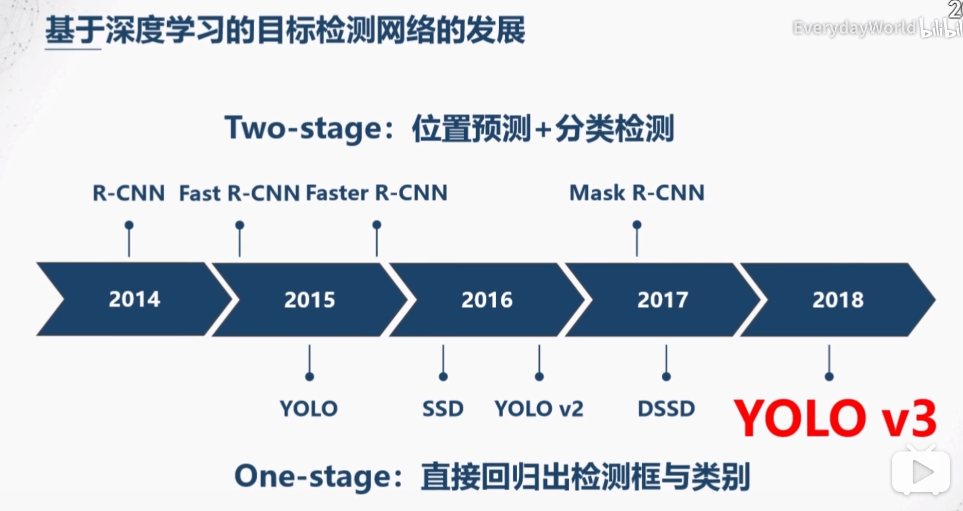 基于深度学习的目标检测网络的发展
EverydayWorld bilibili
Two-stage：位置预测+分类检测
R-CNN Fast R-CNN Faster R-CNN Mask R-CNN
2014 2015 2016 2017 2018
YOLO SSD YOLO v2 DSSD YOLO v3
One-stage：直接回归出检测框与类别